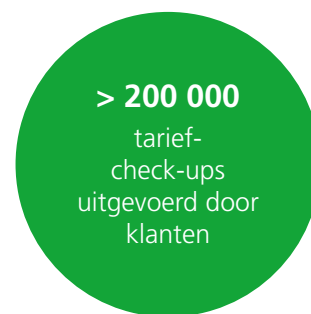 > 200 000
tarief-
check-ups
uitgevoerd door
klanten